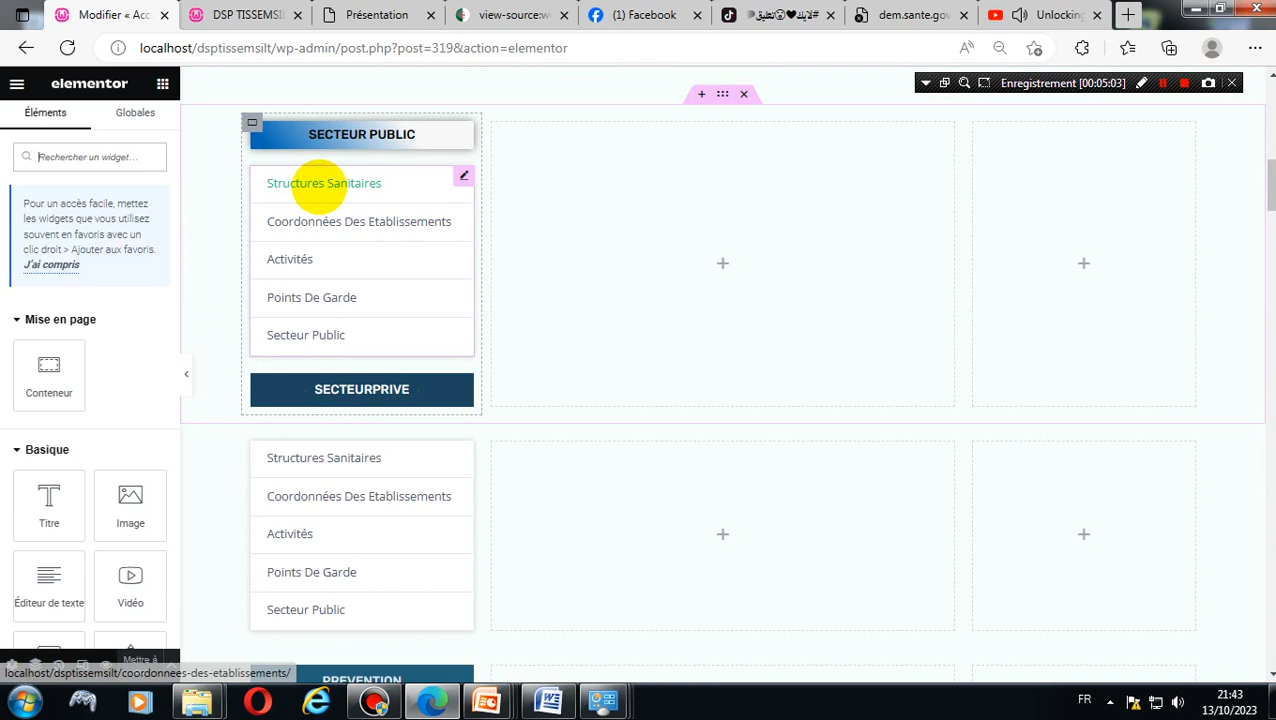 Modifier « Acc
DSP TISSEMSIL
Présentation
view-source:w
(1) Facebook
dem.sante.gov
Unlocking
localhost/dsptissemsilt/wp-admin/post.php?post=319&action=elementor
elementor
Enregistrement [00:05:03]
Éléments
Globales
Rechercher un widget…
Pour un accès facile, mettez
les widgets que vous utilisez
souvent en favoris avec un
clic droit > Ajouter aux favoris.
J'ai compris
Mise en page
Conteneur
Basique
Titre
Image
Éditeur de texte
Vidéo
Mettre à
SECTEUR PUBLIC
Structures Sanitaires
Coordonnées Des Etablissements
Activités
Points De Garde
Secteur Public
SECTEURPRIVE
Structures Sanitaires
Coordonnées Des Etablissements
Activités
Points De Garde
Secteur Public
PREVENTION
localhost/dsptissemsilt/coordonnees-des-etablissements/
FR
21:43
13/10/2023